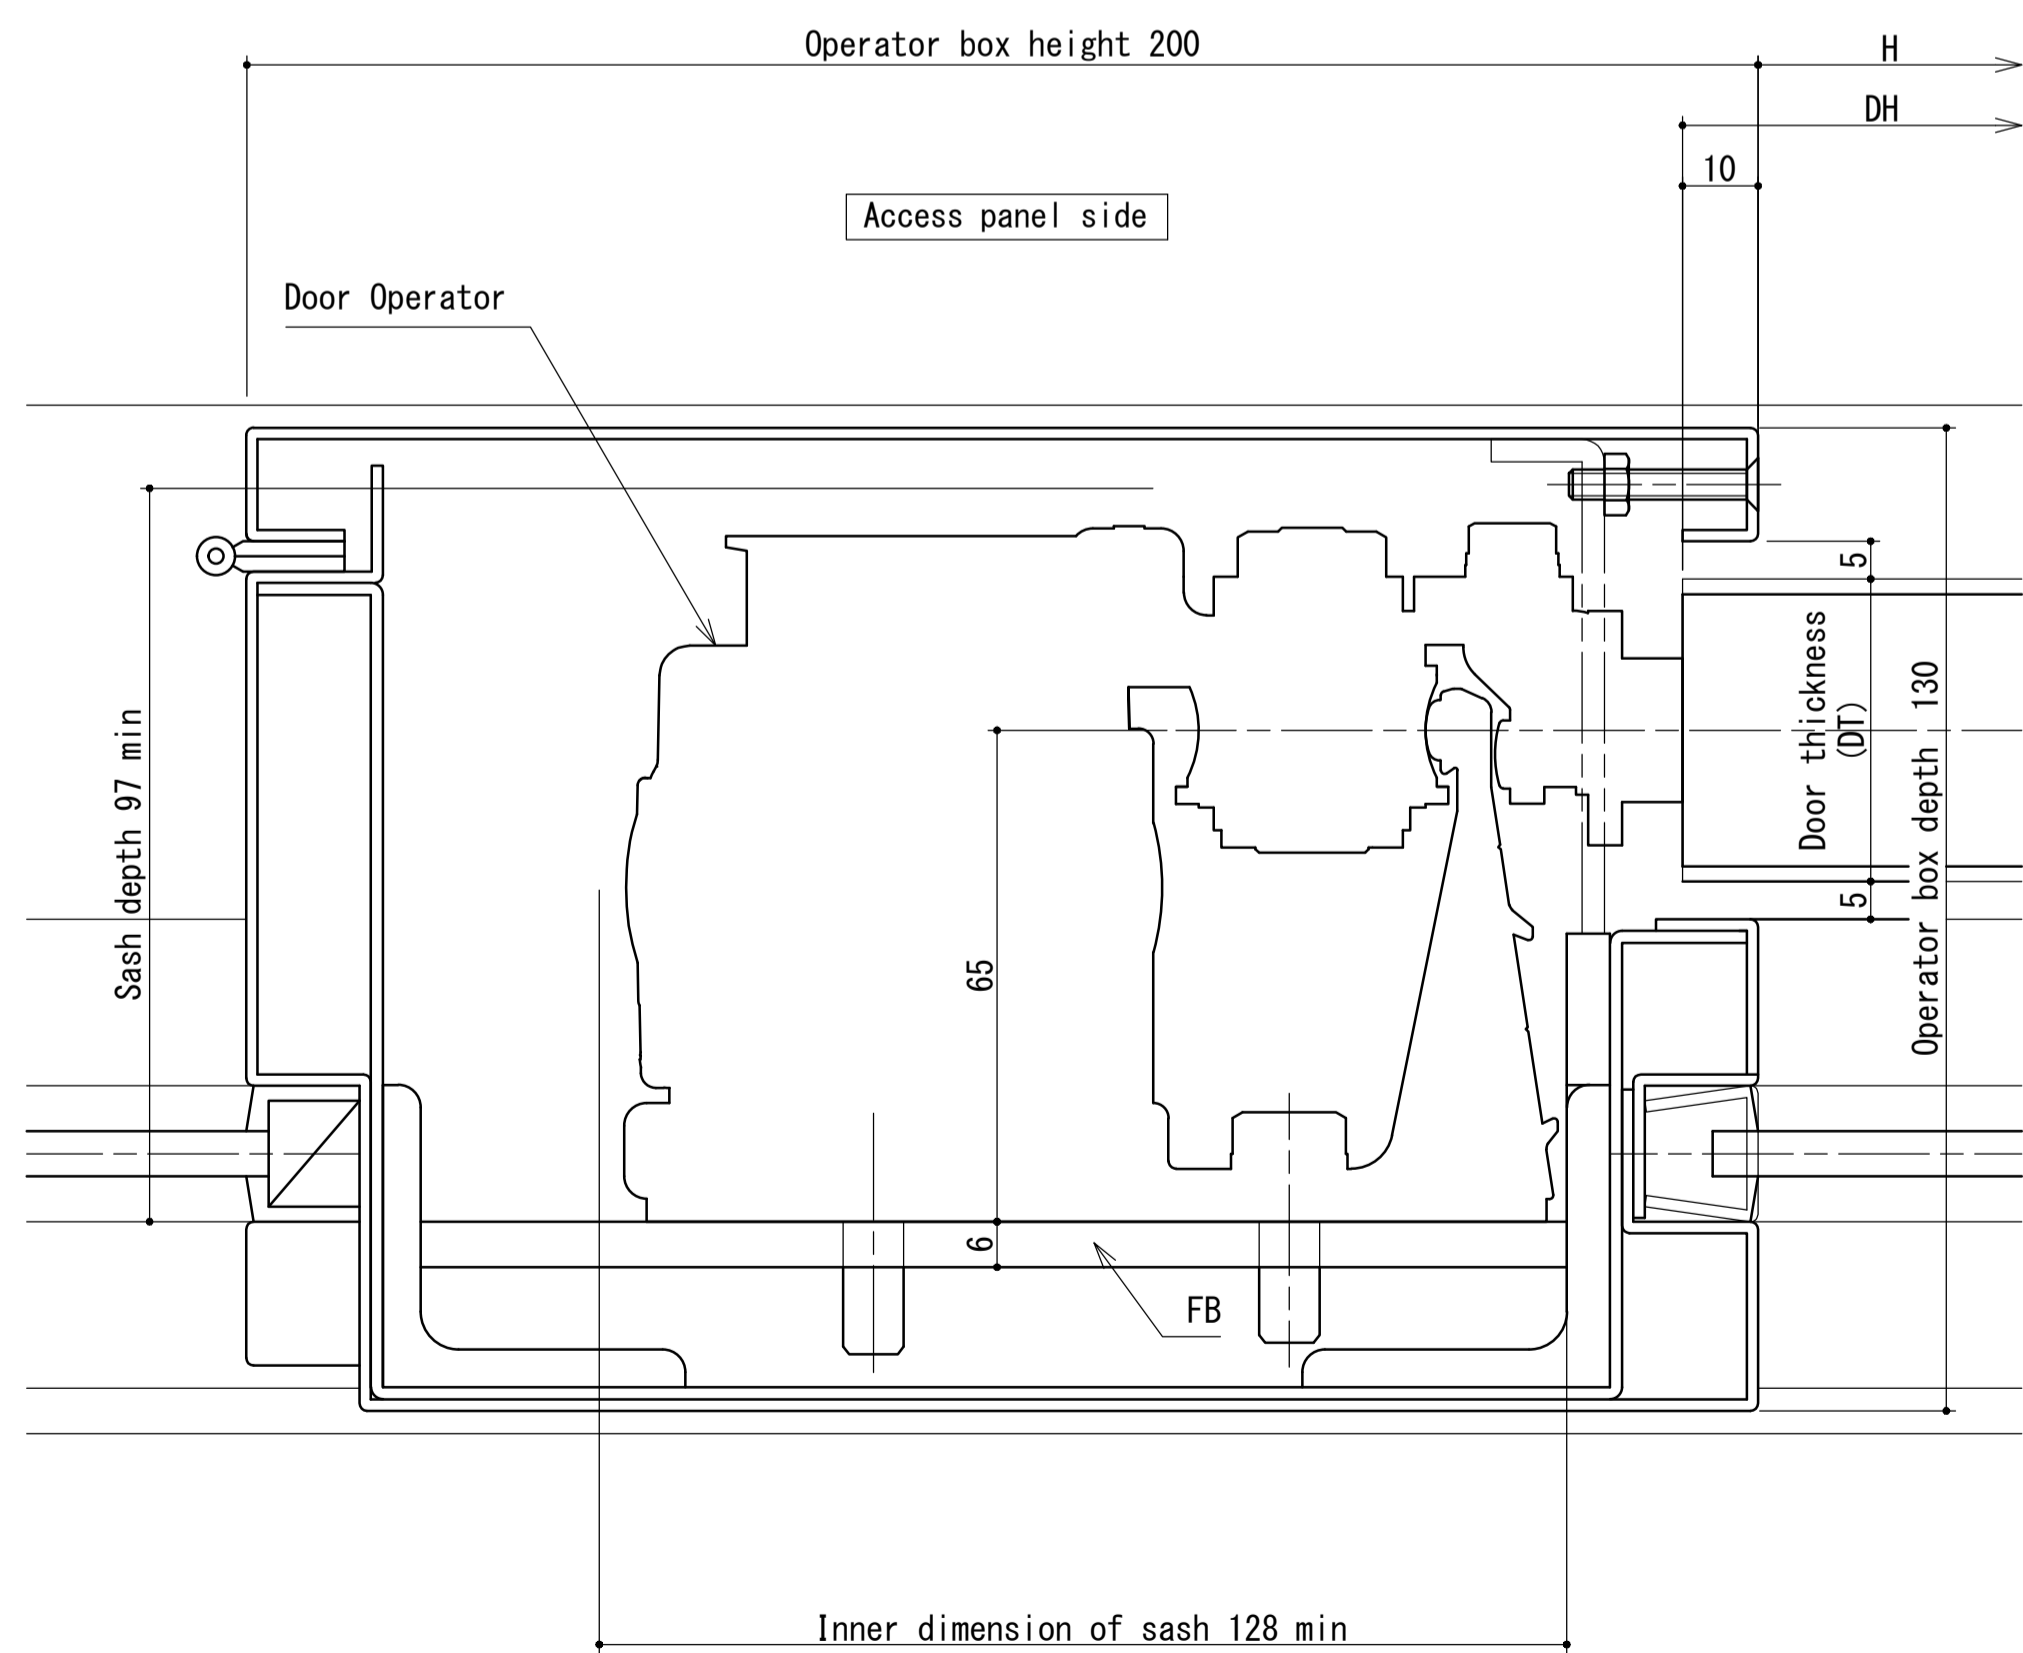 Operator box height 200
H
DH
10
Access panel side
Door Operator
5
Door thickness
(DT)
Operator box depth 130
Sash depth 97 min
65
5
6
FB
Inner dimension of sash 128 min